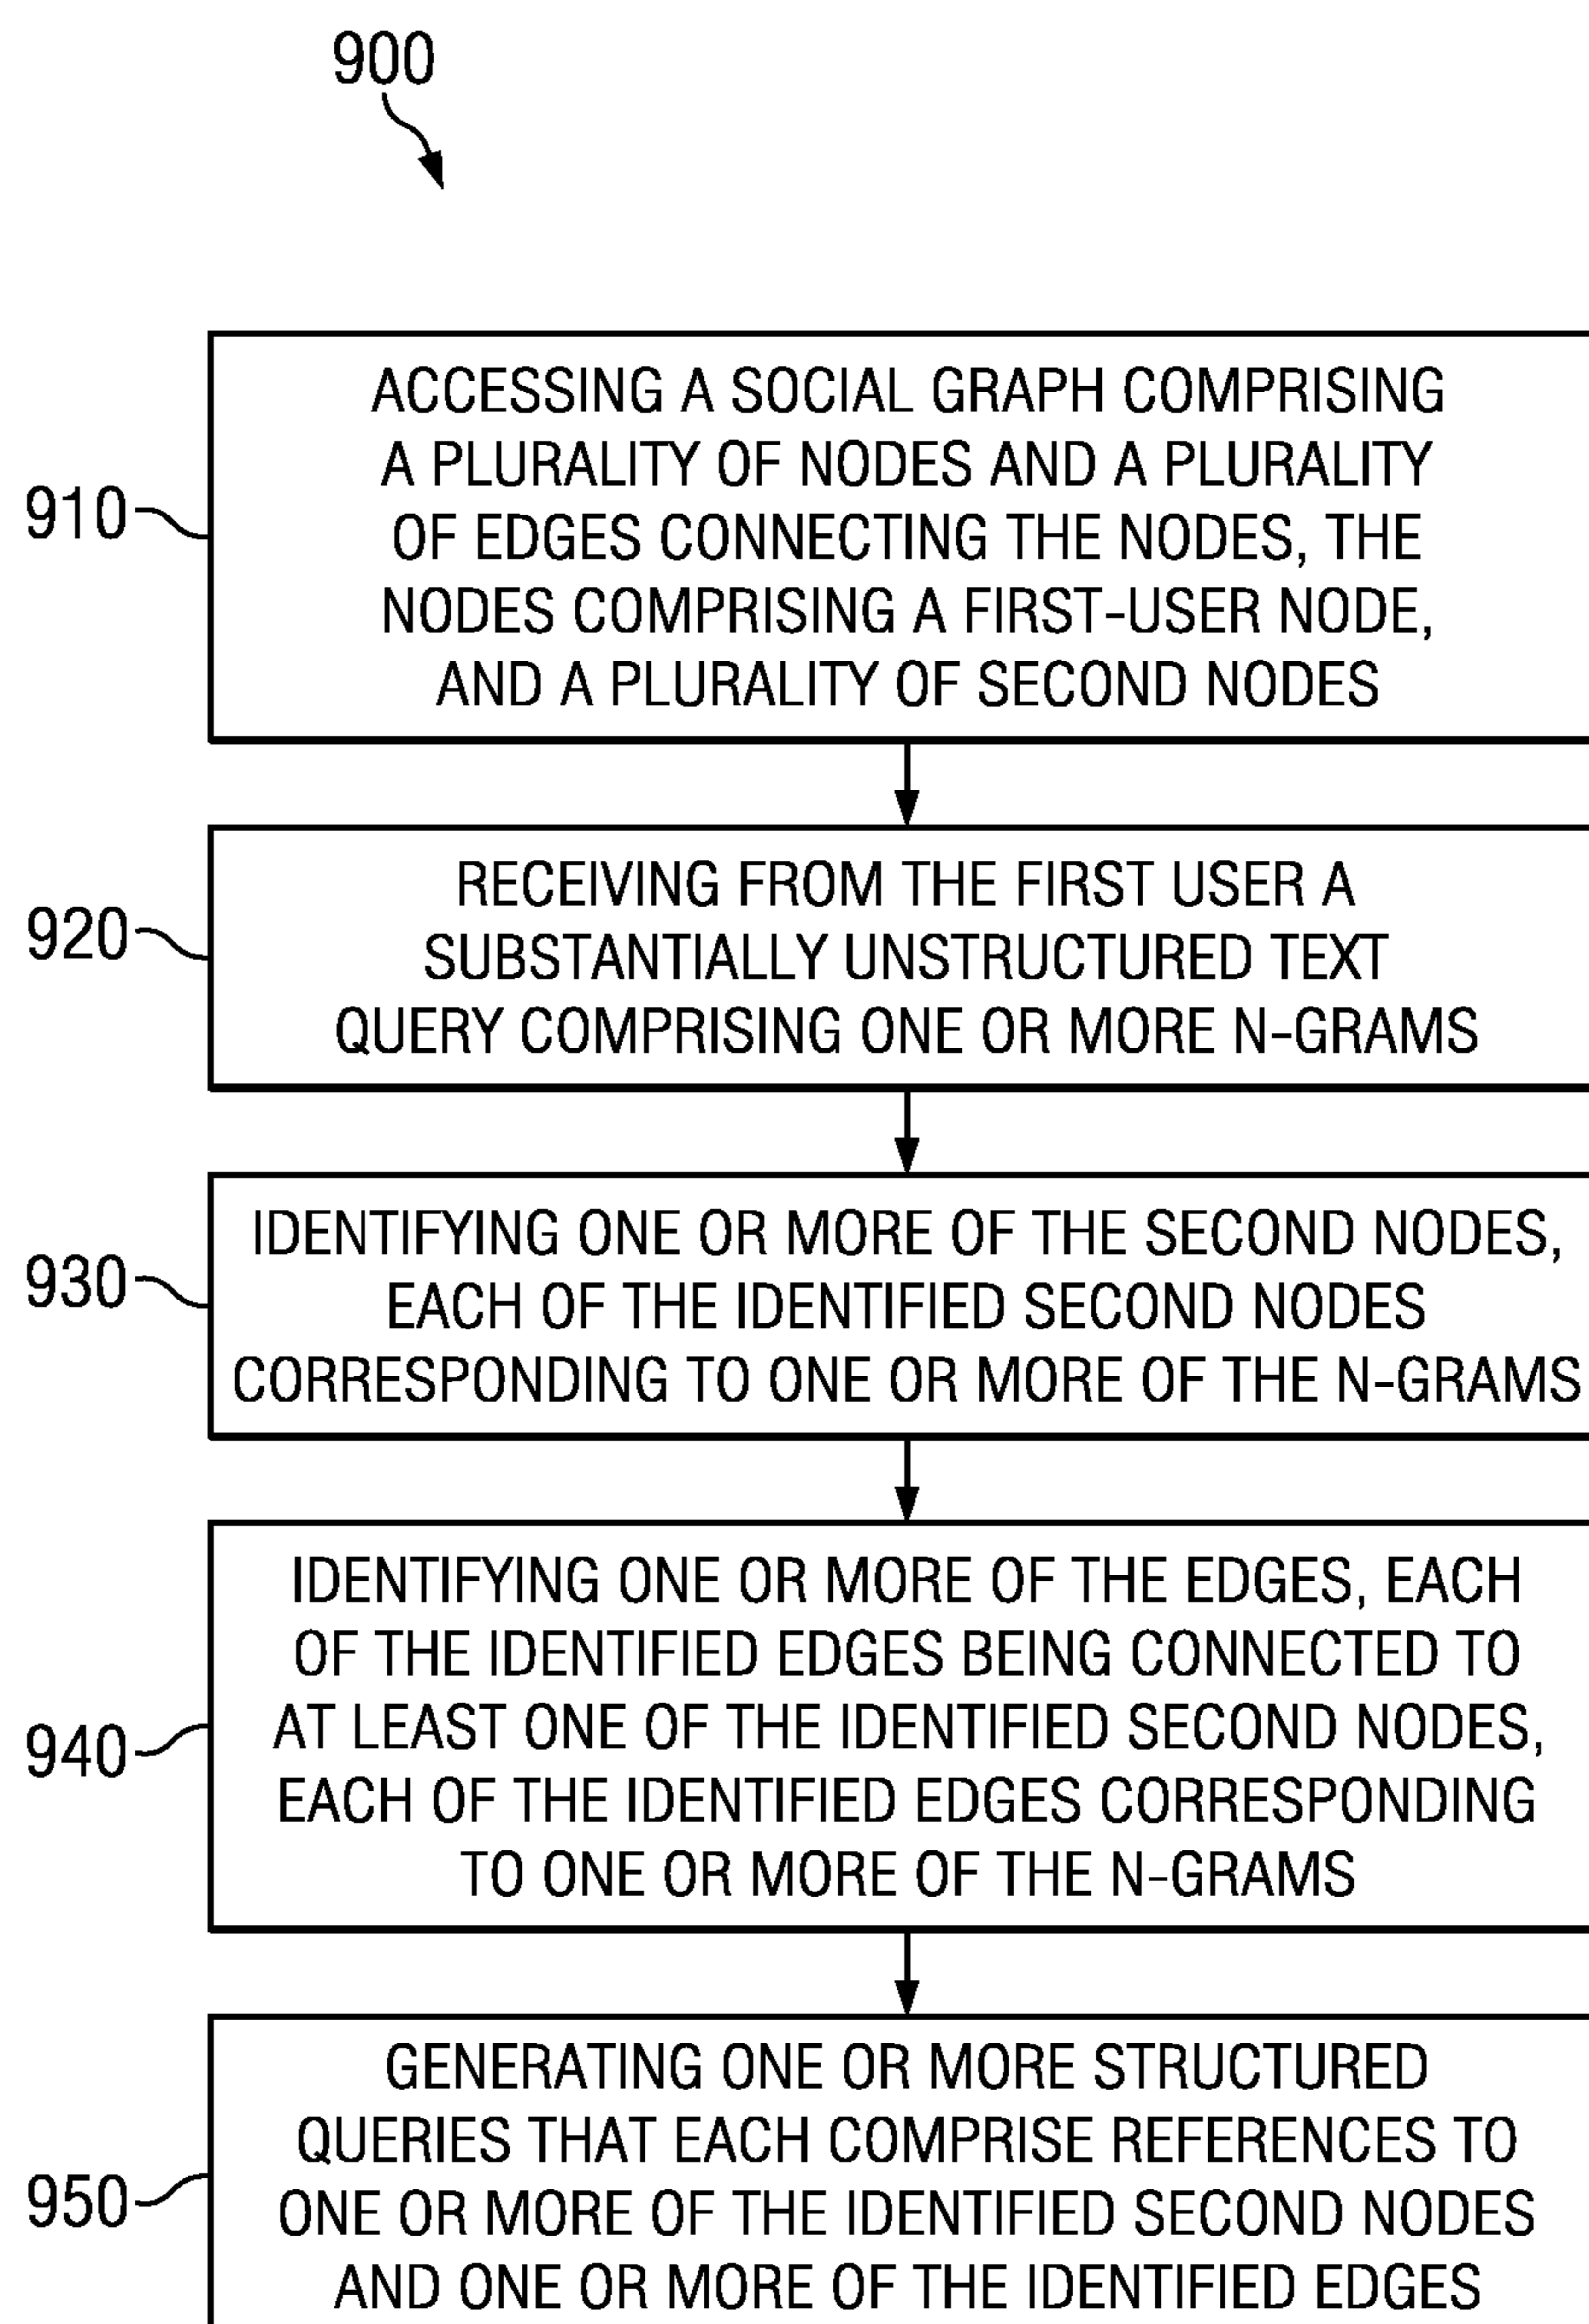 900
910
ACCESSING A SOCIAL GRAPH COMPRISING
A PLURALITY OF NODES AND A PLURALITY
OF EDGES CONNECTING THE NODES, THE
NODES COMPRISING A FIRST-USER NODE,
AND A PLURALITY OF SECOND NODES
920
RECEIVING FROM THE FIRST USER A
SUBSTANTIALLY UNSTRUCTURED TEXT
QUERY COMPRISING ONE OR MORE N-GRAMS
930
IDENTIFYING ONE OR MORE OF THE SECOND NODES,
EACH OF THE IDENTIFIED SECOND NODES
CORRESPONDING TO ONE OR MORE OF THE N-GRAMS
940
IDENTIFYING ONE OR MORE OF THE EDGES, EACH
OF THE IDENTIFIED EDGES BEING CONNECTED TO
AT LEAST ONE OF THE IDENTIFIED SECOND NODES,
EACH OF THE IDENTIFIED EDGES CORRESPONDING
TO ONE OR MORE OF THE N-GRAMS
950
GENERATING ONE OR MORE STRUCTURED
QUERIES THAT EACH COMPRISE REFERENCES TO
ONE OR MORE OF THE IDENTIFIED SECOND NODES
AND ONE OR MORE OF THE IDENTIFIED EDGES